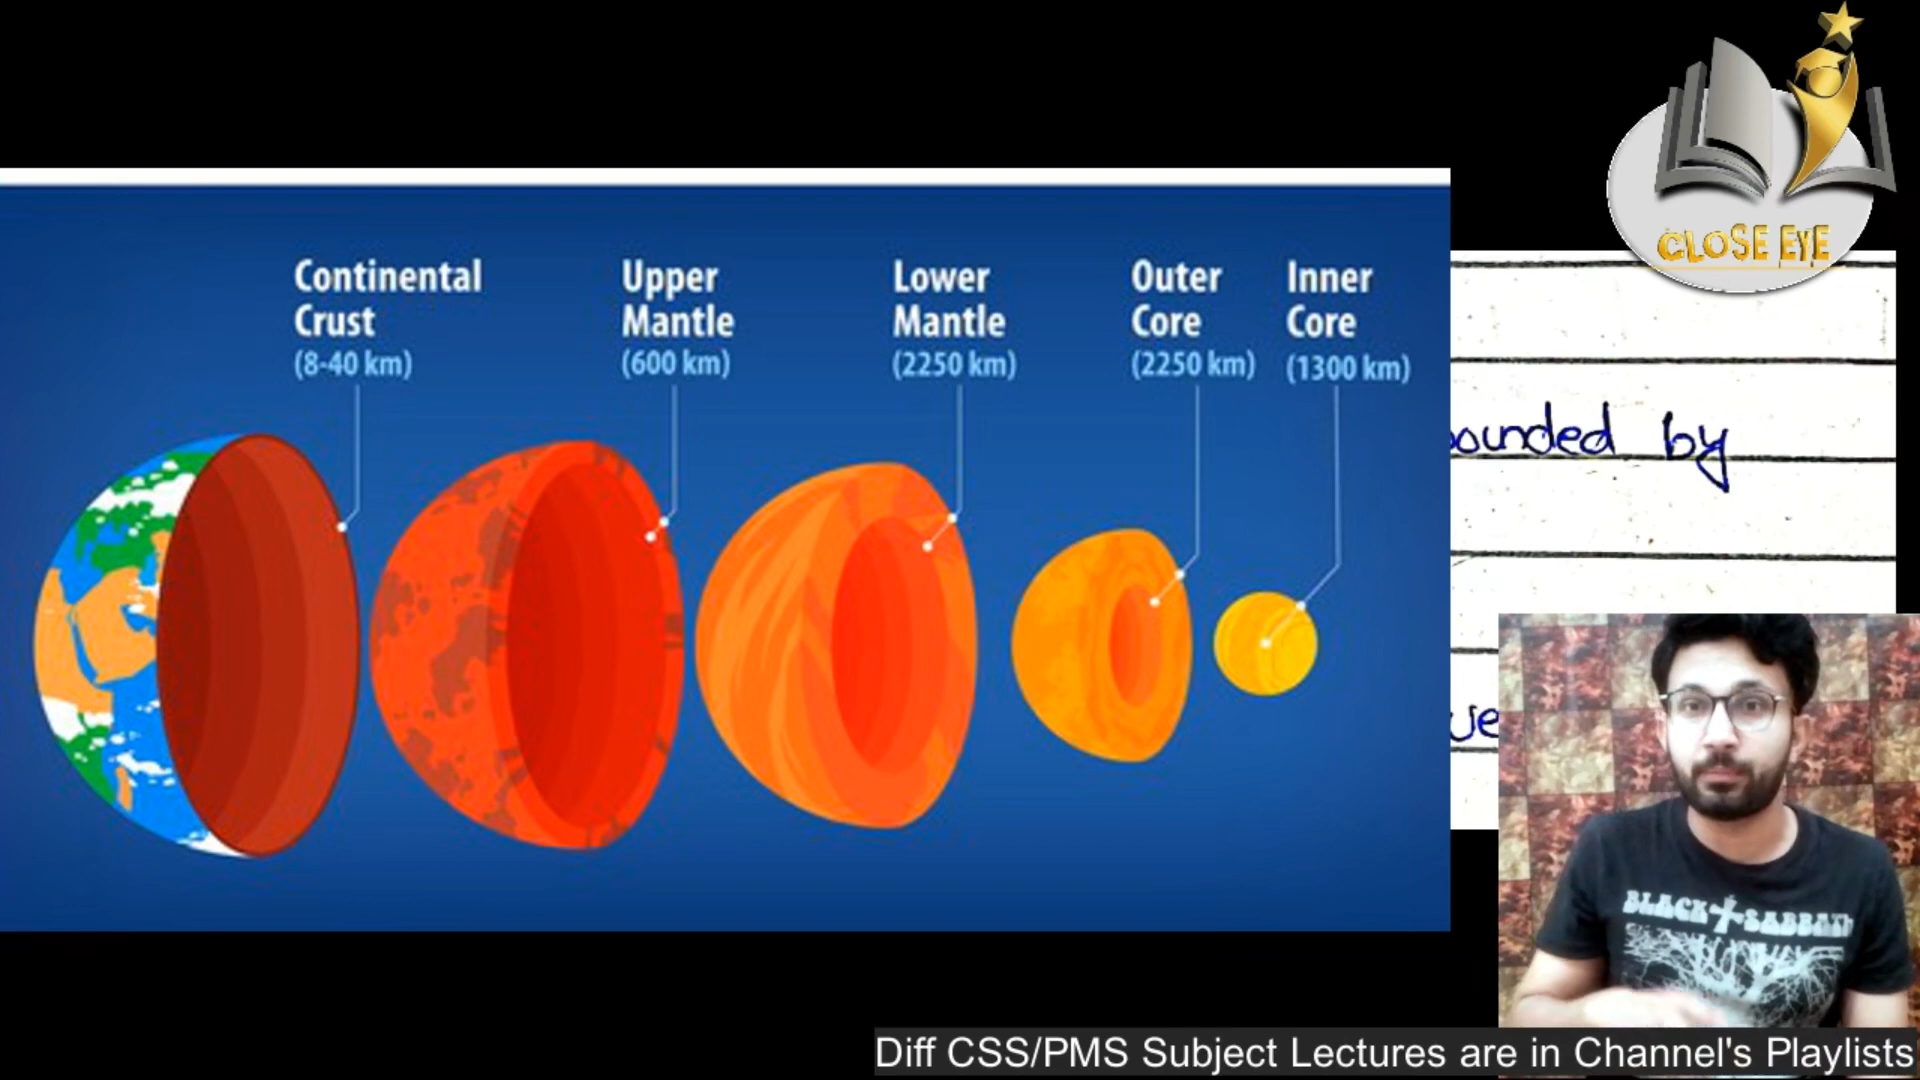 CLOSE EYE
Continental
Crust
(8-40 km)
Upper
Mantle
(600 km)
Lower
Mantle
(2250 km)
Outer
Core
(2250 km)
Inner
Core
(1300 km)
by
BLACK SABBATH
Diff CSS/PMS Subject Lectures are in Channel's Playlists